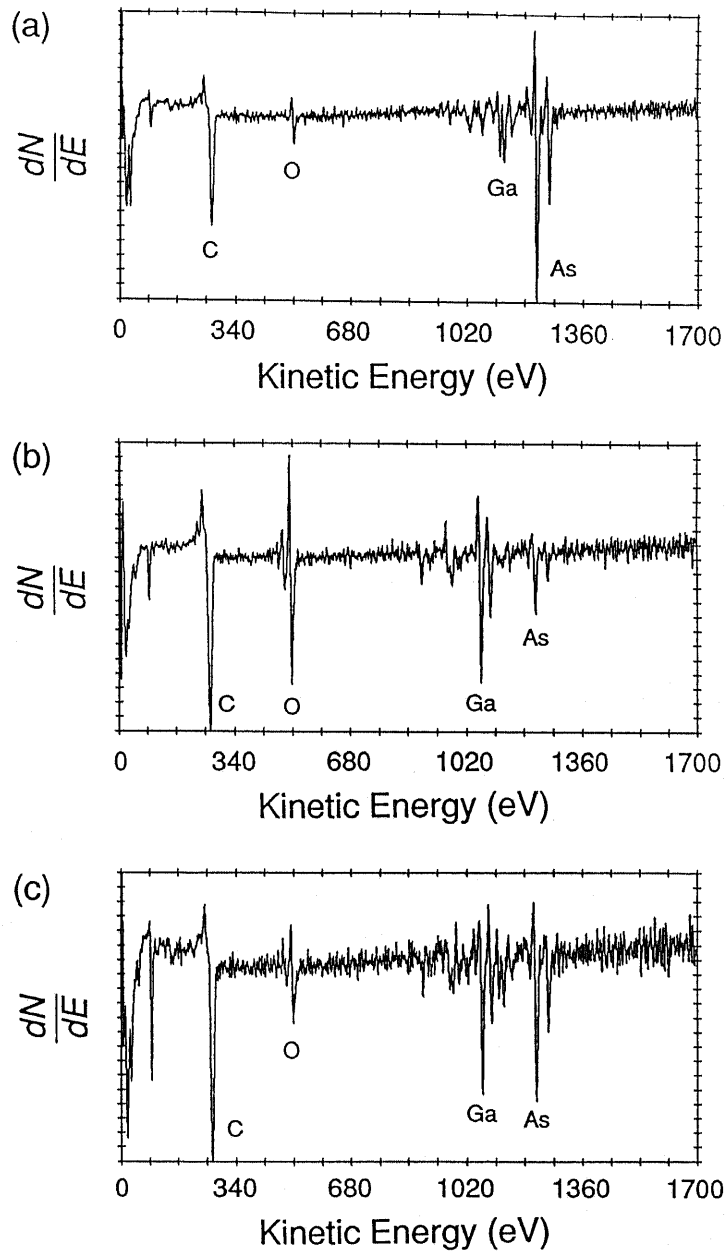 (a)
dN
dE
C
O
Ga
As
0 340 680 1020 1360 1700
Kinetic Energy (eV)
(b)
dN
dE
C
O
Ga
As
0 340 680 1020 1360 1700
Kinetic Energy (eV)
(c)
dN
dE
C
O
Ga
As
0 340 680 1020 1360 1700
Kinetic Energy (eV)